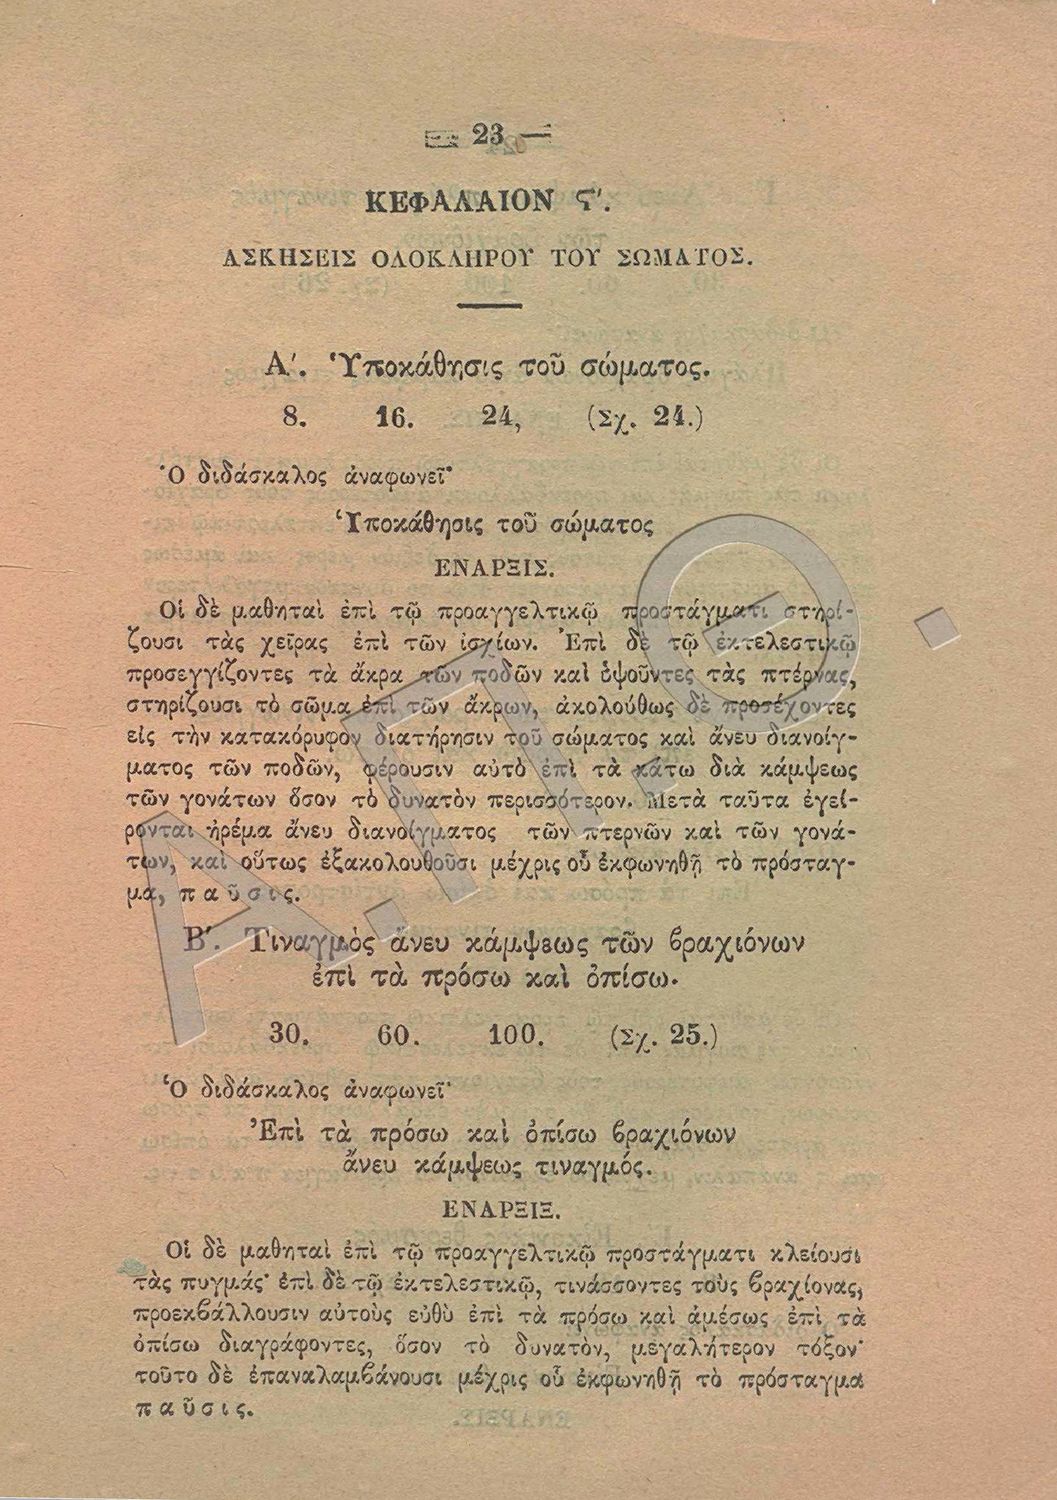 — 23 —
ΚΕΦΑΛΑΙΟΝ Ϛ'.
ΑΣΚΗΣΕΙΣ ΟΛΟΚΛΗΡΟΥ ΤΟΥ ΣΩΜΑΤΟΣ.
Α'. Ὑποκάθησις τοῦ σώματος.
8. 16. 24, (Σχ. 24.)
Ὁ διδάσκαλος ἀναφωνεῖ·
Ὑποκάθησις τοῦ σώματος
ΕΝΑΡΞΙΣ.
Οἱ δὲ μαθηταὶ ἐπὶ τῷ προαγγελτικῷ προστάγματι στηρί-
ζουσι τὰς χεῖρας ἐπὶ τῶν ἰσχίων. Ἐπὶ δὲ τῷ ἐκτελεστικῷ
προσεγγίζοντες τὰ ἄκρα τῶν ποδῶν καὶ ὑψοῦντες τὰς πτέρνας,
στηρίζουσι τὸ σῶμα ἐπὶ τῶν ἄκρων, ἀκολούθως δὲ προσέχοντες
εἰς τὴν κατακόρυφον διατήρησιν τοῦ σώματος καὶ ἄνευ διανοίγ-
ματος τῶν ποδῶν, φέρουσιν αὐτὸ ἐπὶ τὰ κάτω διὰ κάμψεως
τῶν γονάτων ὅσον τὸ δυνατὸν περισσότερον. Μετὰ ταῦτα ἐγεί-
ρονται ἠρέμα ἄνευ διανοίγματος τῶν πτερνῶν καὶ τῶν γονά-
των, καὶ οὕτως ἐξακολουθοῦσι μέχρις οὗ ἐκφωνηθῇ τὸ πρόσταγ-
μα, παῦσις.
Β'. Τιναγμὸς ἄνευ κάμψεως τῶν βραχιόνων
ἐπὶ τὰ πρόσω καὶ ὀπίσω.
30. 60. 100. (Σχ. 25.)
Ὁ διδάσκαλος ἀναφωνεῖ·
Ἐπὶ τὰ πρόσω καὶ ὀπίσω βραχιόνων
ἄνευ κάμψεως τιναγμός.
ΕΝΑΡΞΙΞ.
Οἱ δὲ μαθηταὶ ἐπὶ τῷ προαγγελτικῷ προστάγματι κλείουσι
τὰς πυγμάς· ἐπὶ δὲ τῷ ἐκτελεστικῷ, τινάσσοντες τοὺς βραχίονας,
προεκβάλλουσιν αὐτοὺς εὐθὺ ἐπὶ τὰ πρόσω καὶ ἀμέσως ἐπὶ τὰ
ὀπίσω διαγράφοντες, ὅσον τὸ δυνατὸν, μεγαλήτερον τόξον·
τοῦτο δὲ ἐπαναλαμβάνουσι μέχρις οὗ ἐκφωνηθῇ τὸ πρόσταγμα
παῦσις.